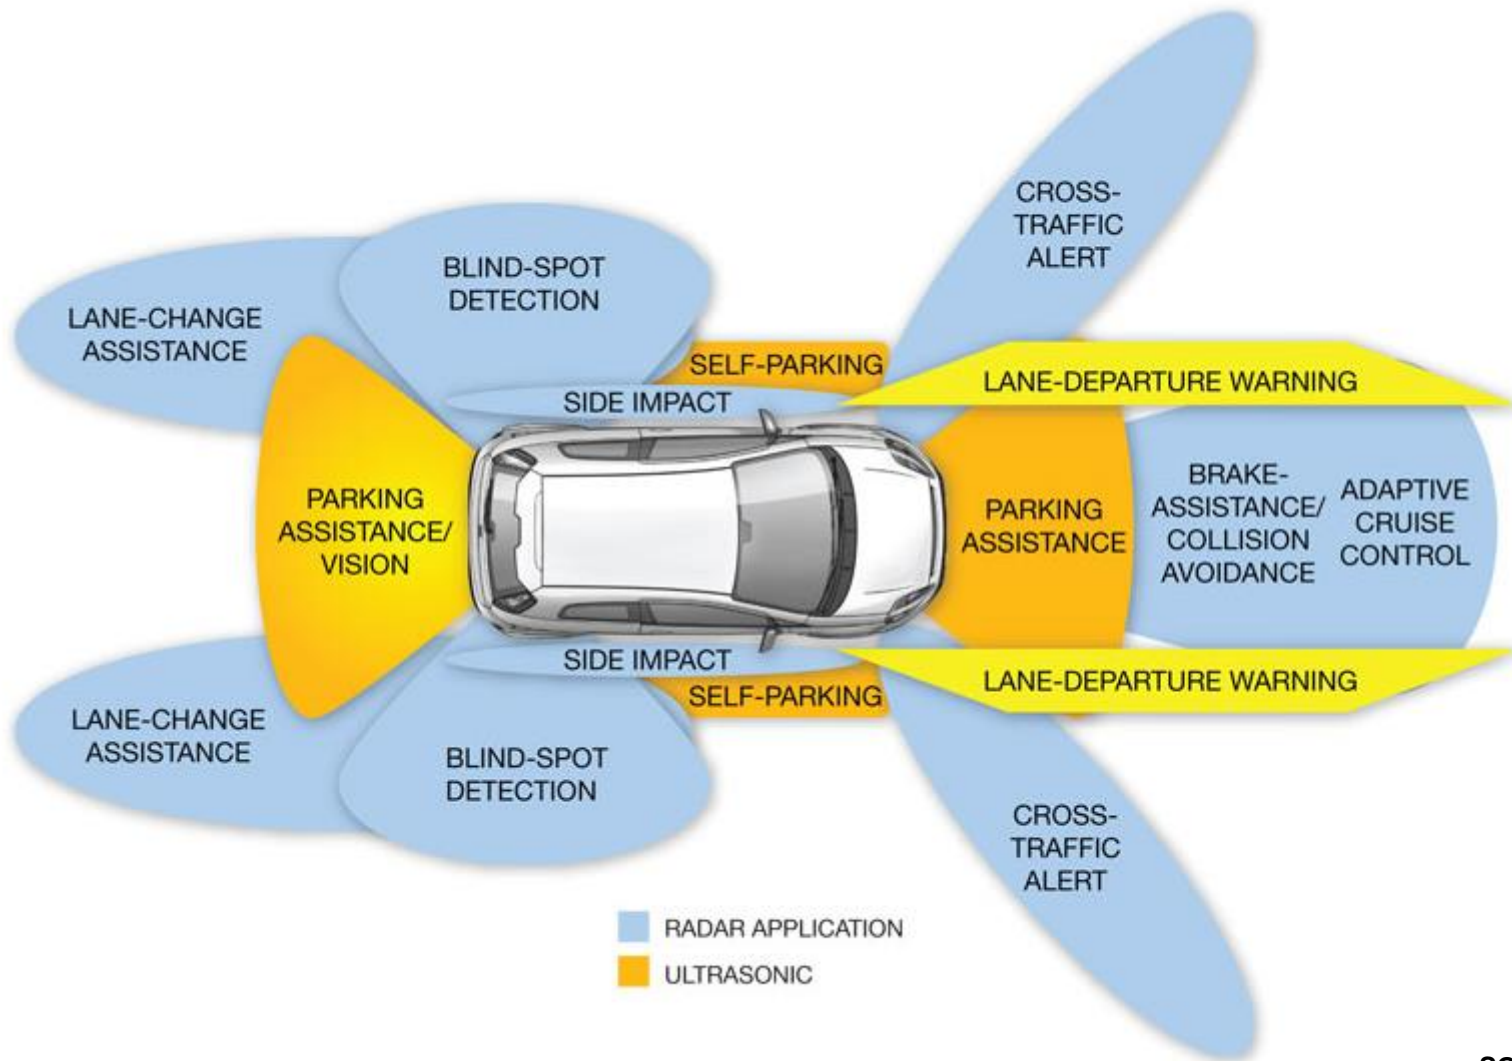 CROSS-
TRAFFIC
ALERT
BLIND-SPOT
DETECTION
LANE-CHANGE
ASSISTANCE
SELF-PARKING
LANE-DEPARTURE WARNING
SIDE IMPACT
PARKING
ASSISTANCE/
VISION
PARKING
ASSISTANCE
BRAKE-
ASSISTANCE/
COLLISION
AVOIDANCE
ADAPTIVE
CRUISE
CONTROL
SIDE IMPACT
SELF-PARKING
LANE-DEPARTURE WARNING
LANE-CHANGE
ASSISTANCE
BLIND-SPOT
DETECTION
CROSS-
TRAFFIC
ALERT
RADAR APPLICATION
ULTRASONIC